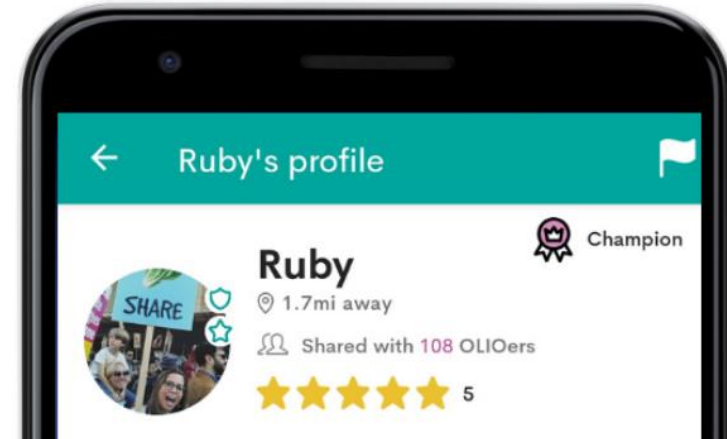 Ruby's profile
Champion
Ruby
1.7mi away
Shared with 108 OLIOers
5
SHARE